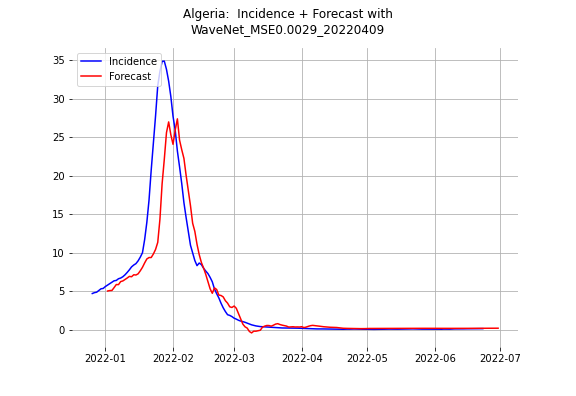 Algeria:  Incidence + Forecast with
WaveNet_MSE0.0029_20220409
Incidence
Forecast
35
30
25
20
15
10
5
0
2022-01 2022-02 2022-03 2022-04 2022-05 2022-06 2022-07